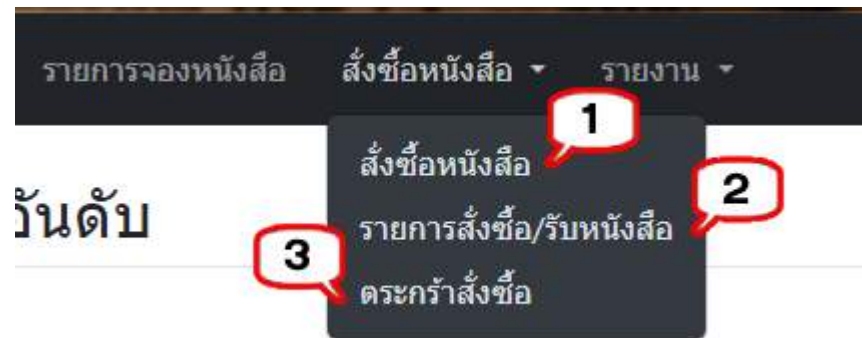 รายการจองหนังสือ สั่งซื้อหนังสือ รายงาน
1
สั่งซื้อหนังสือ
2
อันดับ
รายการสั่งซื้อ/รับหนังสือ
3
ตระกร้าสั่งซื้อ